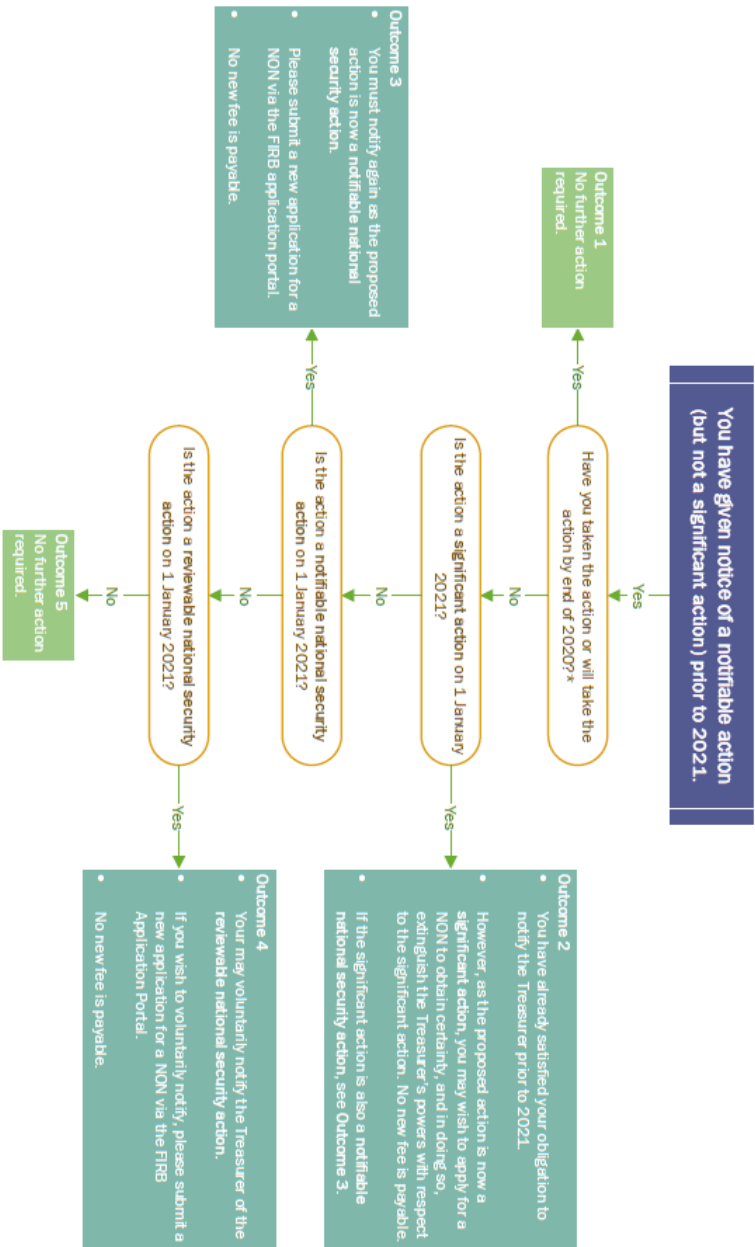 You have given notice of a notifiable action
(but not a significant action) prior to 2021.
Yes
Have you taken the action or will take the
action by end of 2020?*
Yes
Outcome 1
No further action
required.
No
Is the action a significant action on 1 January
2021?
Yes
Outcome 2
• You have already satisfied your obligation to
notify the Treasurer prior to 2021.
• However, as the proposed action is now a
significant action, you may wish to apply for a
NON to obtain certainty, and in doing so,
extinguish the Treasurer's powers with respect
to the significant action. No new fee is payable.
• If the significant action is also a notifiable
national security action, see Outcome 3.
No
Is the action a notifiable national security
action on 1 January 2021?
Yes
Outcome 3
• You must notify again as the proposed
action is now a notifiable national
security action.
• Please submit a new application for a
NON via the FIRB application portal.
• No new fee is payable.
No
Is the action a reviewable national security
action on 1 January 2021?
Yes
Outcome 4
• Your may voluntarily notify the Treasurer of the
reviewable national security action.
• If you wish to voluntarily notify, please submit a
new application for a NON via the FIRB
Application Portal.
• No new fee is payable.
No
Outcome 5
No further action
required.